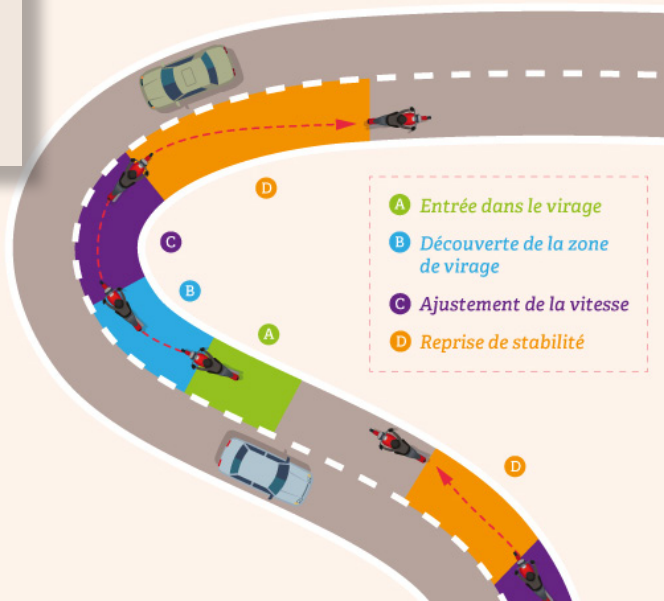 D
C
B
A
D
A Entrée dans le virage
B Découverte de la zone
de virage
C Ajustement de la vitesse
D Reprise de stabilité